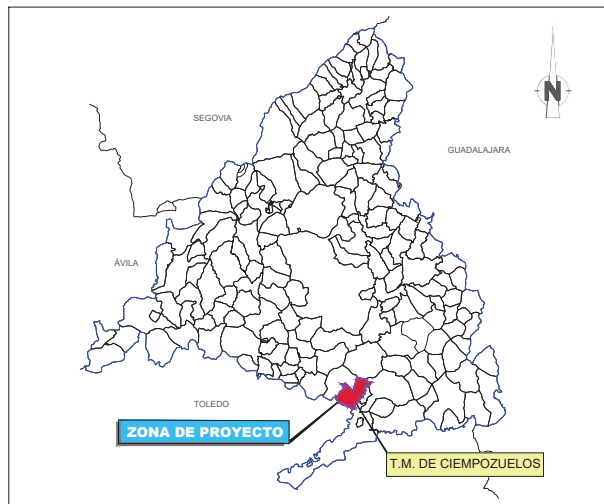 SEGOVIA
N
GUADALAJARA
ÁVILA
TOLEDO
ZONA DE PROYECTO
T.M. DE CIEMPOZUELOS